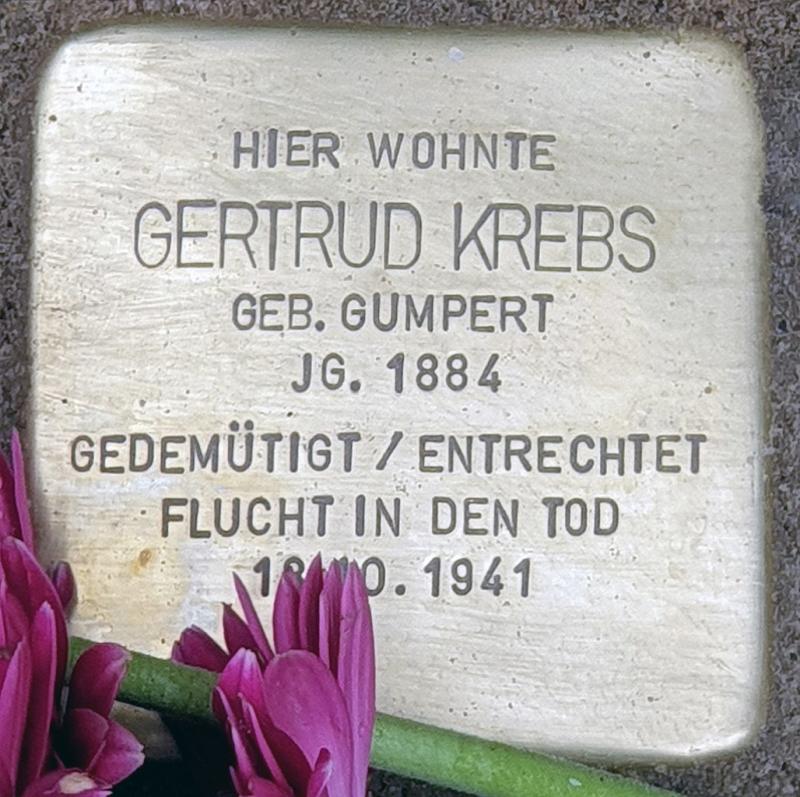 HIER WOHNTE
GERTRUD KREBS
GEB. GUMPERT
JG. 1884
GEDEMÜTIGT / ENTRECHTET
FLUCHT IN DEN TOD
1941